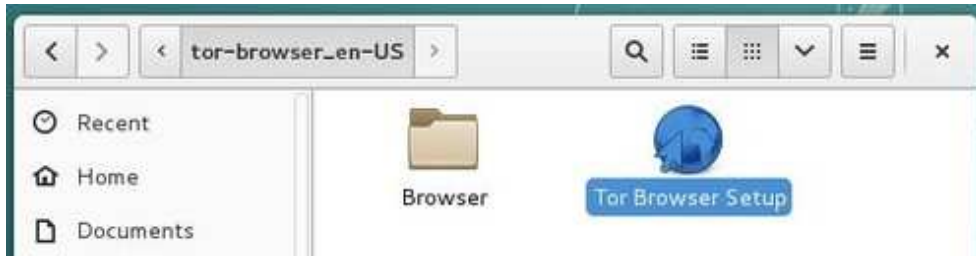 tor-browser_en-US
Recent
Home
Documents
Browser
Tor Browser Setup